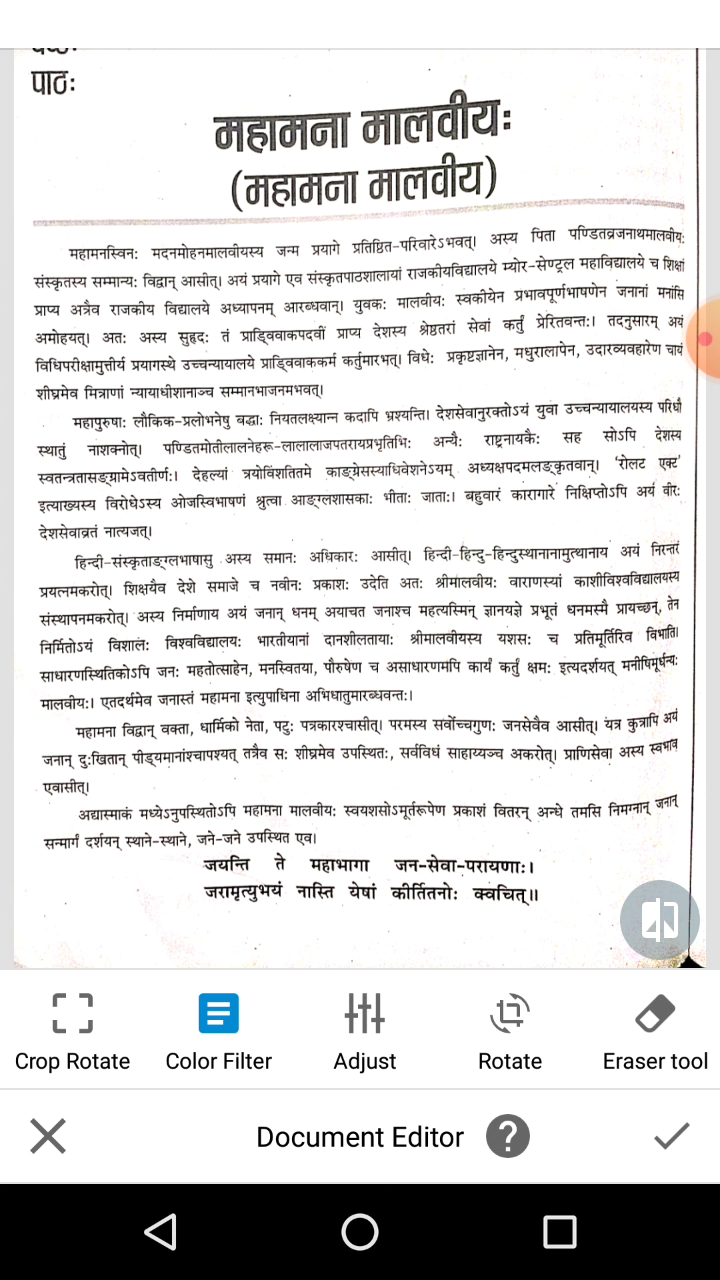 पाठः
महामना मालवीयः
(महामना मालवीय)
महामनस्विनः मदनमोहनमालवीयस्य जन्म प्रयागे प्रतिष्ठित-परिवारेऽभवत्। अस्य पिता पण्डितव्रजनाथमालवीयः
संस्कृतस्य सम्मान्यः विद्वान् आसीत्। अयं प्रयागे एव संस्कृतपाठशालायां राजकीयविद्यालये म्योर-सेण्ट्रल महाविद्यालये च शिक्षां
प्राप्य अत्रैव राजकीय विद्यालये अध्यापनम् आरब्धवान्। युवकः मालवीयः स्वकीयेन प्रभावपूर्णभाषणेन जनानां मनांसि
अमोहयत्। अतः अस्य सुहृदः तं प्राड्विवाकपदवीं प्राप्य देशस्य श्रेष्ठतरां सेवां कर्तुं प्रेरितवन्तः। तदनुसारम् अयं
विधिपरीक्षामुत्तीर्य प्रयागस्थे उच्चन्यायालये प्राड्विवाककर्म कर्तुमारभत्। विधेः प्रकृष्टज्ञानेन, मधुरालापेन, उदारव्यवहारेण चायं
शीघ्रमेव मित्राणां न्यायाधीशानाञ्च सम्मानभाजनमभवत्।
महापुरुषाः लौकिक-प्रलोभनेषु बद्धाः नियतलक्ष्यान्न कदापि भ्रश्यन्ति। देशसेवानुरक्तोऽयं युवा उच्चन्यायालयस्य परिधौ
स्थातुं नाशक्नोत्। पण्डितमोतीलालनेहरू-लालालाजपतरायप्रभृतिभिः अन्यैः राष्ट्रनायकैः सह सोऽपि देशस्य
स्वतन्त्रतासङ्ग्रामेऽवतीर्णः। देहल्यां त्रयोविंशतितमे काङ्ग्रेसस्याधिवेशनेऽयम् अध्यक्षपदमलङ्कृतवान्। ‘रोलट एक्ट’
इत्याख्यस्य विरोधेऽस्य ओजस्विभाषणं श्रुत्वा आङ्ग्लशासकाः भीताः जाताः। बहुवारं कारागारे निक्षिप्तोऽपि अयं वीरः
देशसेवाव्रतं नात्यजत्।
हिन्दी-संस्कृताङ्ग्लभाषासु अस्य समानः अधिकारः आसीत्। हिन्दी-हिन्दु-हिन्दुस्थानानामुत्थानाय अयं निरन्तरं
प्रयत्नमकरोत्। शिक्षयैव देशे समाजे च नवीनः प्रकाशः उदेति अतः श्रीमालवीयः वाराणस्यां काशीविश्वविद्यालयस्य
संस्थापनमकरोत्। अस्य निर्माणाय अयं जनान् धनम् अयाचत जनाश्च महत्यस्मिन् ज्ञानयज्ञे प्रभूतं धनमस्मै प्रायच्छन्, तेन
निर्मितोऽयं विशालः विश्वविद्यालयः भारतीयानां दानशीलतायाः श्रीमालवीयस्य यशसः च प्रतिमूर्तिरिव विभाति।
साधारणस्थितिकोऽपि जनः महतोत्साहेन, मनस्वितया, पौरुषेण च असाधारणमपि कार्यं कर्तुं क्षमः इत्यदर्शयत् मनीषिमूर्धन्यः
मालवीयः। एतदर्थमेव जनास्तं महामना इत्युपाधिना अभिधातुमारब्धवन्तः।
महामना विद्वान् वक्ता, धार्मिको नेता, पटुः पत्रकारश्चासीत्। परमस्य सर्वोच्चगुणः जनसेवैव आसीत्। यत्र कुत्रापि अयं
जनान् दुःखितान् पीड्यमानांश्चापश्यत् तत्रैव सः शीघ्रमेव उपस्थितः, सर्वविधं साहाय्यञ्च अकरोत्। प्राणिसेवा अस्य स्वभाव
एवासीत्।
अद्यास्माकं मध्येऽनुपस्थितोऽपि महामना मालवीयः स्वयशसोऽमूर्तरूपेण प्रकाशं वितरन् अन्धे तमसि निमग्नान् जनान्
सन्मार्गं दर्शयन् स्थाने-स्थाने, जने-जने उपस्थित एव।
जयन्ति ते महाभागा जन-सेवा-परायणाः।
जरामृत्युभयं नास्ति येषां कीर्तितनोः क्वचित्॥
Crop Rotate Color Filter Adjust Rotate Eraser tool
Document Editor ?